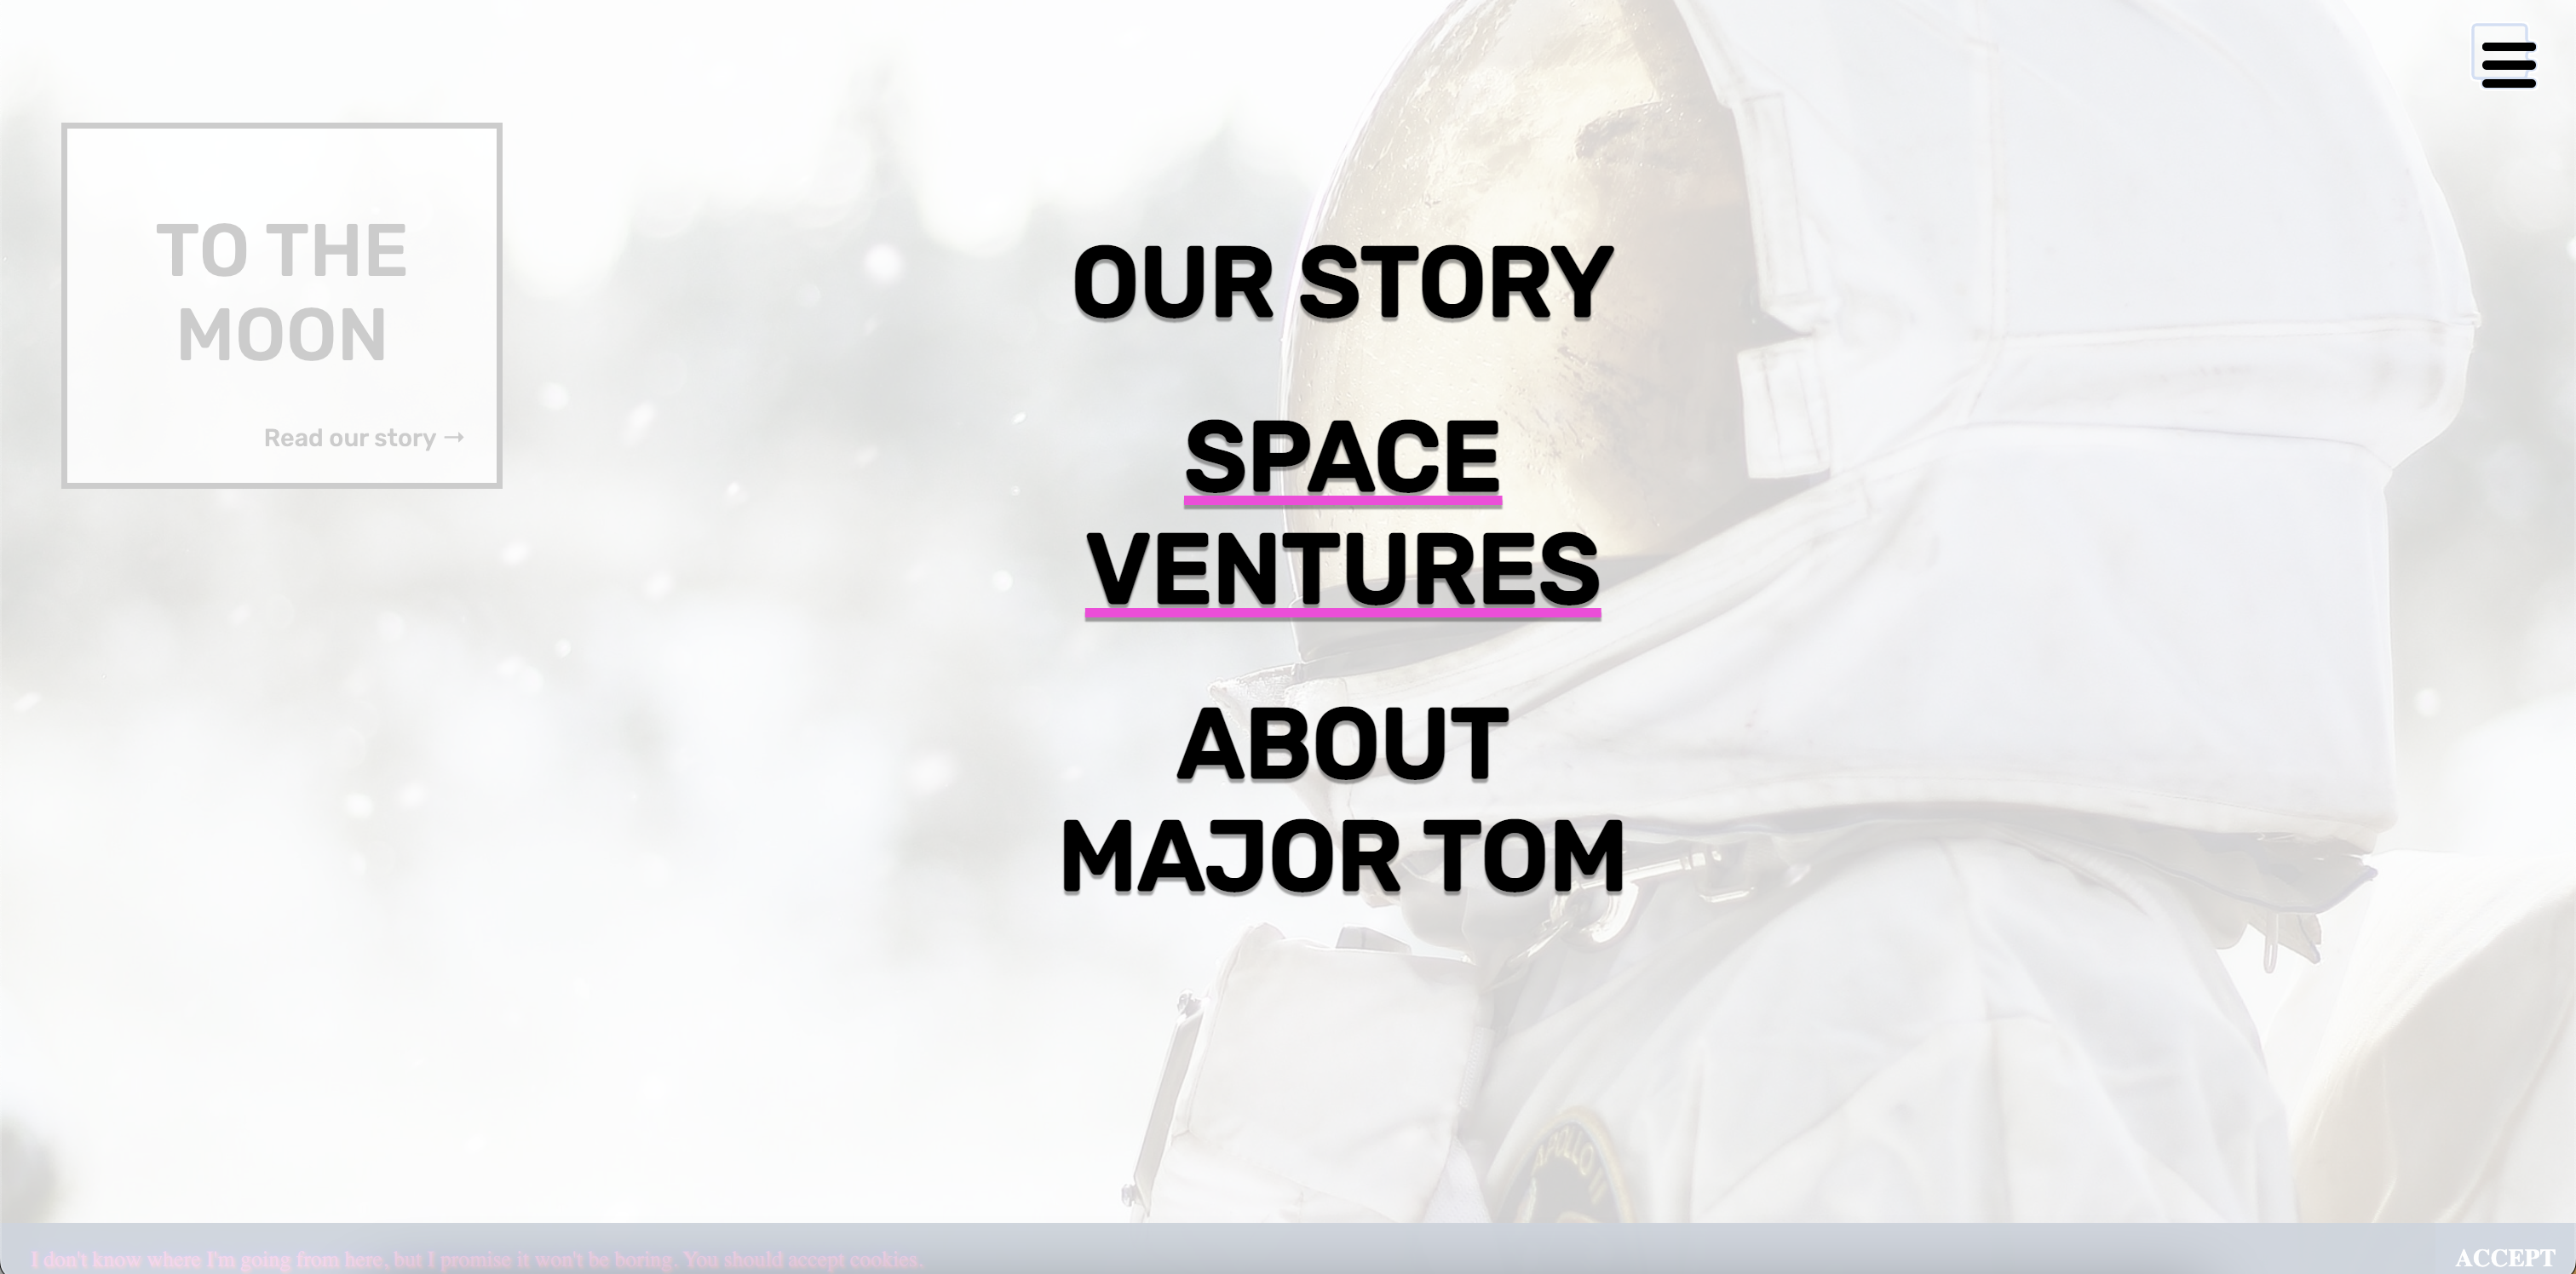 TO THE
MOON
Read our story →
OUR STORY
SPACE
VENTURES
ABOUT
MAJOR TOM
APOLLO
I don't know where I'm going from here, but I promise it won't be boring. You should accept cookies.
ACCEPT